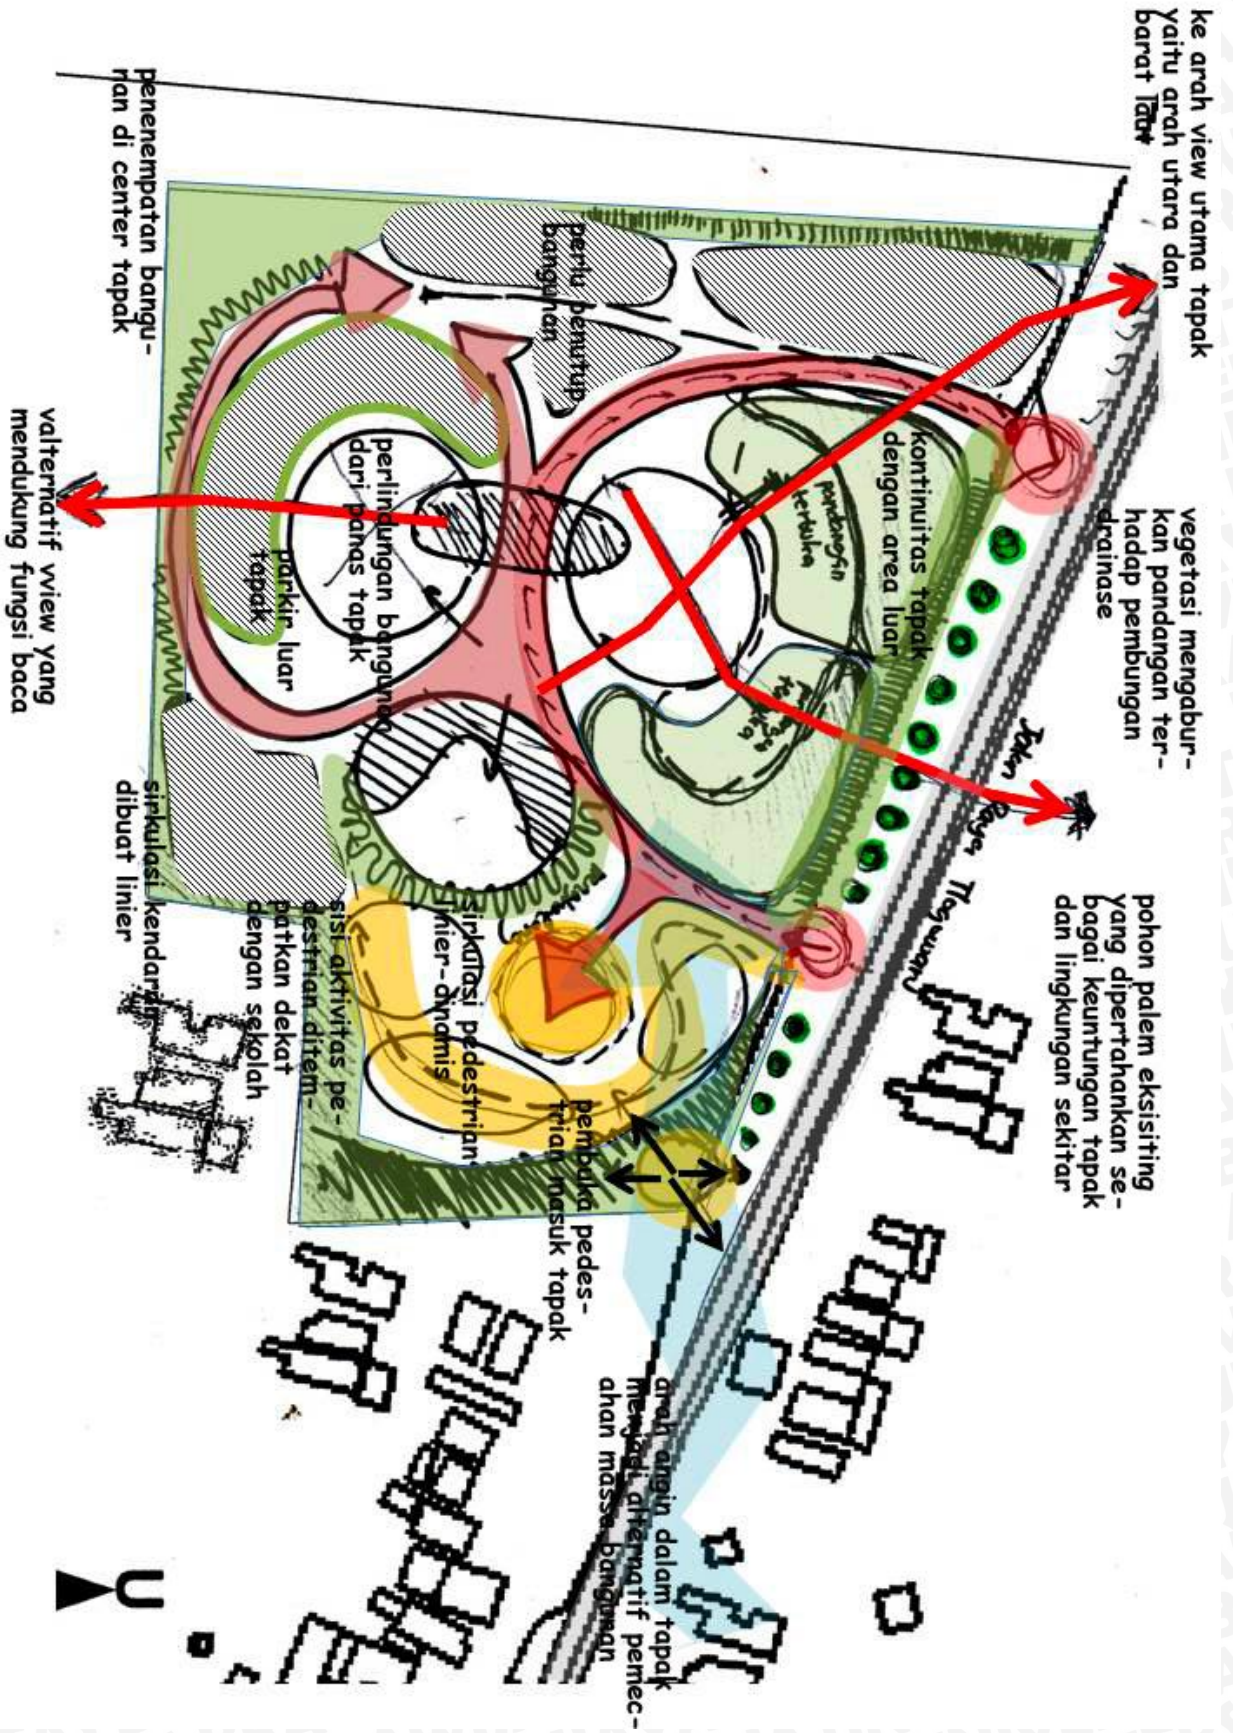 ke arah view utama tapak
yaitu arah utara dan
barat laut
vegetasi mengabur-
kan pandangan ter-
hadap pembungan
drainase
pohon palem eksisiting
yang dipertahankan se-
bagai keuntungan tapak
dan lingkungan sekitar
Jalan Raya Tlogowaru
kontinuitas tapak
dengan area luar
pandangan
terbuka
terbuka
perlu penutup
bangunan
perlindungan bangunan
dari panas tapak
parkir luar
tapak
penenempatan bangu-
nan di center tapak
valternatif vview yang
mendukung fungsi baca
sirkulasi kendaraan
dibuat linier
sisi aktivitas pe-
destrian ditem-
patkan dekat
dengan sekolah
sirkulasi pedestrian
linier-dinamis
pembuka pedes-
trian masuk tapak
arah angin dalam tapak
menjadi alternatif pemec-
ahan massa bangunan
U